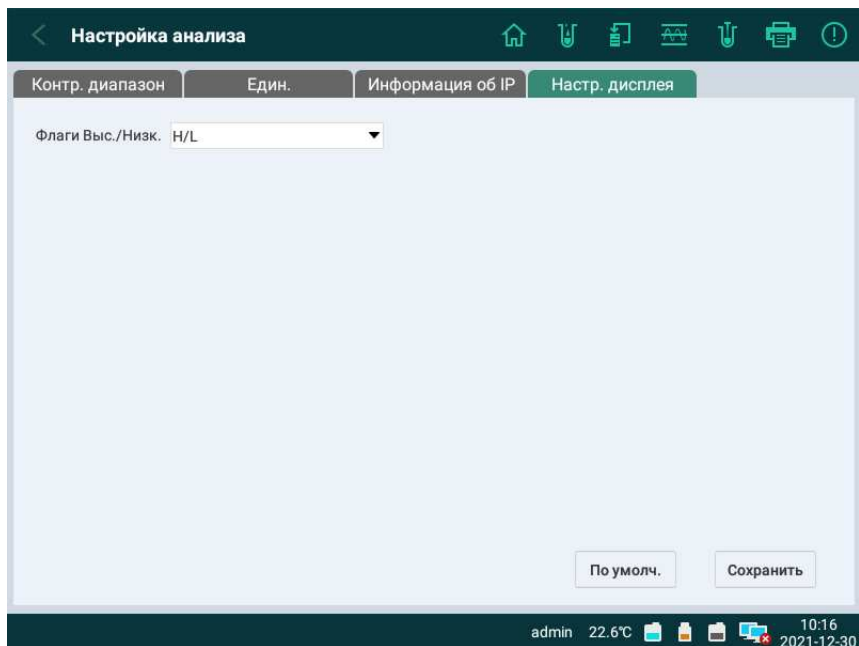 Настройка анализа
Контр. диапазон Един. Информация об IP Настр. дисплея
Флаги Выс./Низк. H/L
По умолч. Сохранить
admin 22.6℃ 10:16
2021-12-30